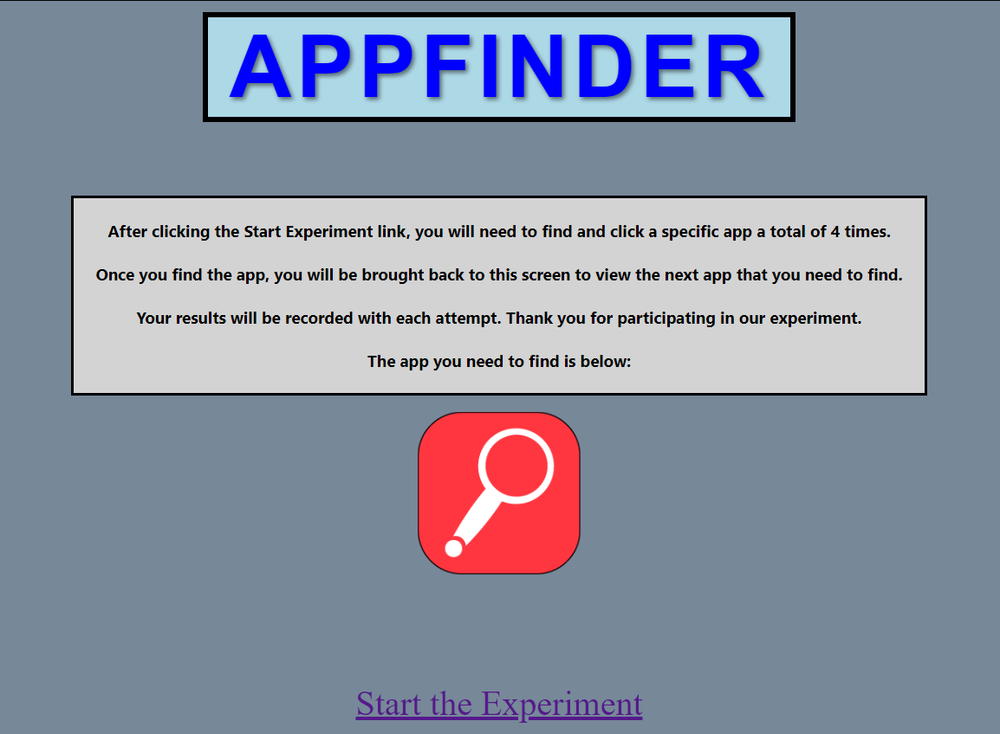 APPFINDER
After clicking the Start Experiment link, you will need to find and click a specific app a total of 4 times.
Once you find the app, you will be brought back to this screen to view the next app that you need to find.
Your results will be recorded with each attempt. Thank you for participating in our experiment.
The app you need to find is below:
Start the Experiment